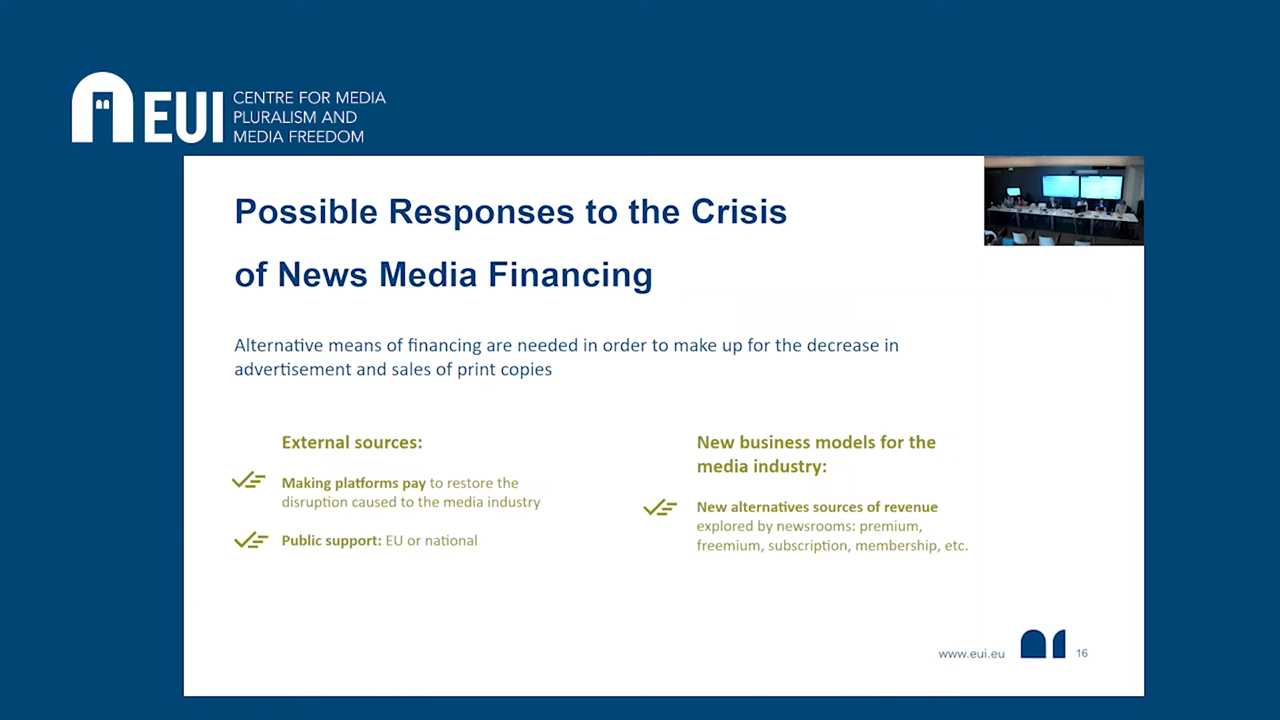 EUI
CENTRE FOR MEDIA
PLURALISM AND
MEDIA FREEDOM
Possible Responses to the Crisis
of News Media Financing
Alternative means of financing are needed in order to make up for the decrease in
advertisement and sales of print copies
External sources:
Making platforms pay to restore the
disruption caused to the media industry
Public support: EU or national
New business models for the
media industry:
New alternatives sources of revenue
explored by newsrooms: premium,
freemium, subscription, membership, etc.
www.eui.eu
16